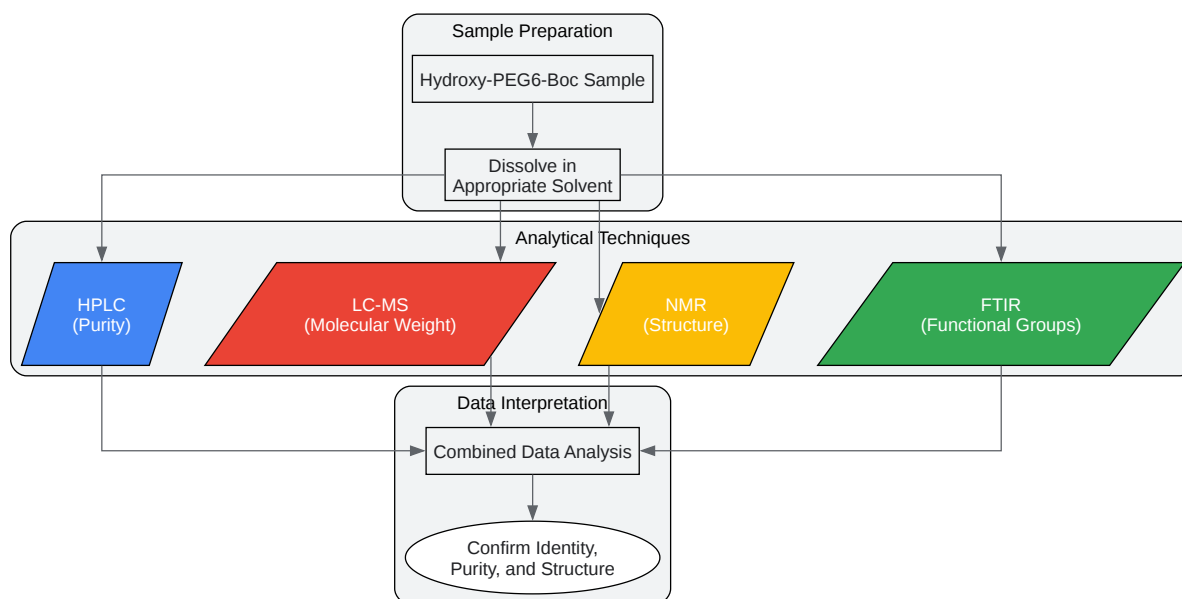 Sample Preparation
Hydroxy-PEG6-Boc Sample
Dissolve in
Appropriate Solvent
Analytical Techniques
HPLC
(Purity)
LC-MS
(Molecular Weight)
NMR
(Structure)
FTIR
(Functional Groups)
Data Interpretation
Combined Data Analysis
Confirm Identity,
Purity, and Structure